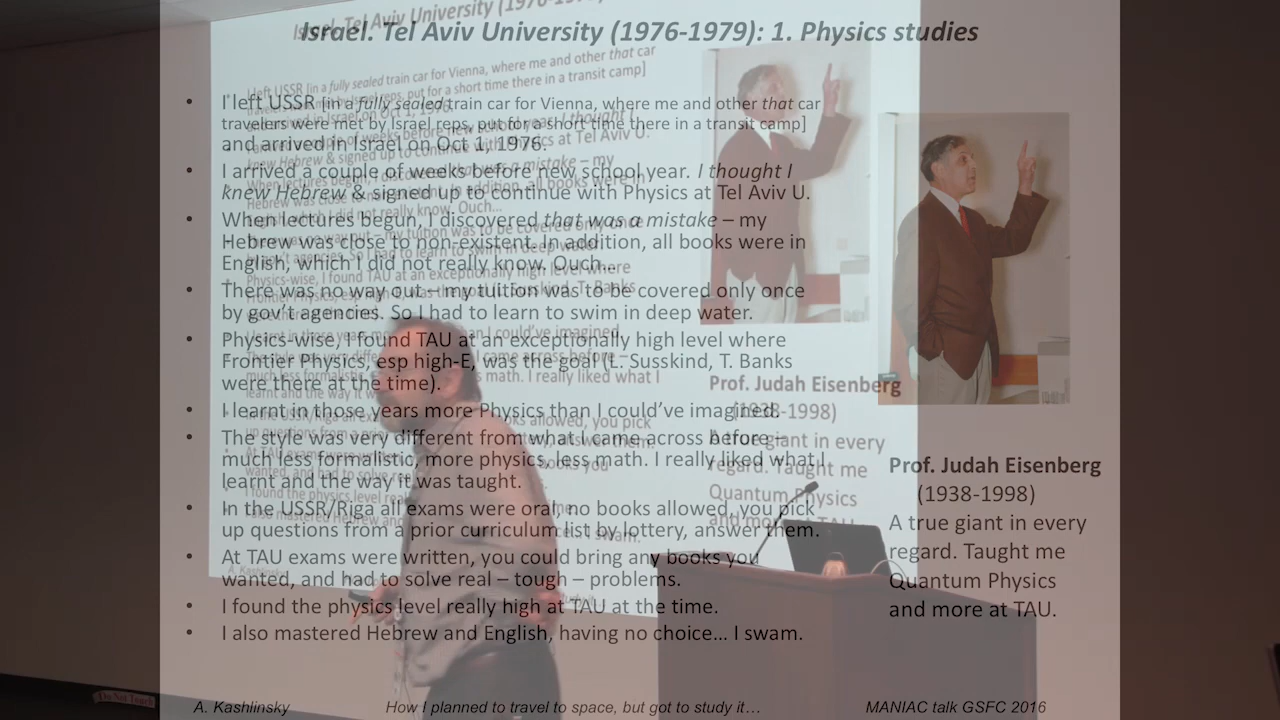 Israel. Tel Aviv University (1976-1979): 1. Physics studies
• I left USSR [in a fully sealed train car for Vienna, where me and other that car
travelers were met by Israel reps, put for a short time there in a transit camp]
and arrived in Israel on Oct 1, 1976.
• I arrived a couple of weeks before new school year. I thought I
knew Hebrew & signed up to continue with Physics at Tel Aviv U.
• When lectures begun, I discovered that was a mistake – my
Hebrew was close to non-existent. In addition, all books were in
English, which I did not really know. Ouch…
• There was no way out – my tuition was to be covered only once
by gov't agencies. So I had to learn to swim in deep water.
• Physics-wise, I found TAU at an exceptionally high level where
Frontier Physics, esp high-E, was the goal (L. Susskind, T. Banks
were there at the time).
• I learnt in those years more Physics than I could've imagined.
• The style was very different from what I came across before –
much less formalistic, more physics, less math. I really liked what I
learnt and the way it was taught.
• In the USSR/Riga all exams were oral, no books allowed, you pick
up questions from a prior curriculum list by lottery, answer them.
• At TAU exams were written, you could bring any books you
wanted, and had to solve real – tough – problems.
• I found the physics level really high at TAU at the time.
• I also mastered Hebrew and English, having no choice… I swam.
Prof. Judah Eisenberg
(1938-1998)
A true giant in every
regard. Taught me
Quantum Physics
and more at TAU.
A. Kashlinsky
How I planned to travel to space, but got to study it…
MANIAC talk GSFC 2016